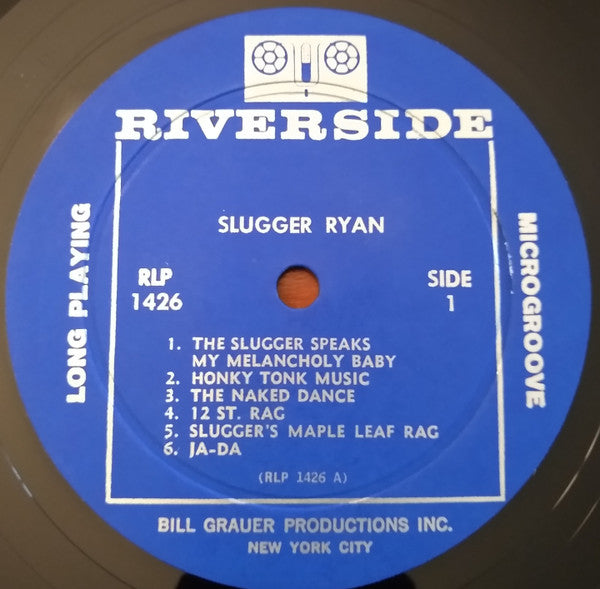 RIVERSIDE
LONG PLAYING
MICROGROOVE
SLUGGER RYAN
RLP
1426
SIDE
1
1. THE SLUGGER SPEAKS
MY MELANCHOLY BABY
2. HONKY TONK MUSIC
3. THE NAKED DANCE
4. 12 ST. RAG
5. SLUGGER'S MAPLE LEAF RAG
6. JA-DA
(RLP 1426 A)
BILL GRAUER PRODUCTIONS INC.
NEW YORK CITY